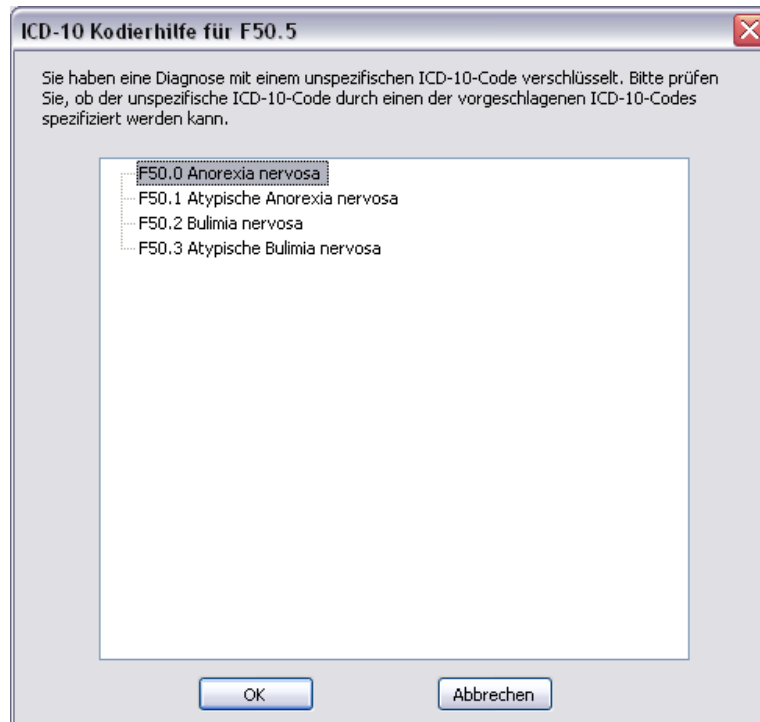 ICD-10 Kodierhilfe für F50.5
Sie haben eine Diagnose mit einem unspezifischen ICD-10-Code verschlüsselt. Bitte prüfen
Sie, ob der unspezifische ICD-10-Code durch einen der vorgeschlagenen ICD-10-Codes
spezifiziert werden kann.
F50.0 Anorexia nervosa
F50.1 Atypische Anorexia nervosa
F50.2 Bulimia nervosa
F50.3 Atypische Bulimia nervosa
OK Abbrechen